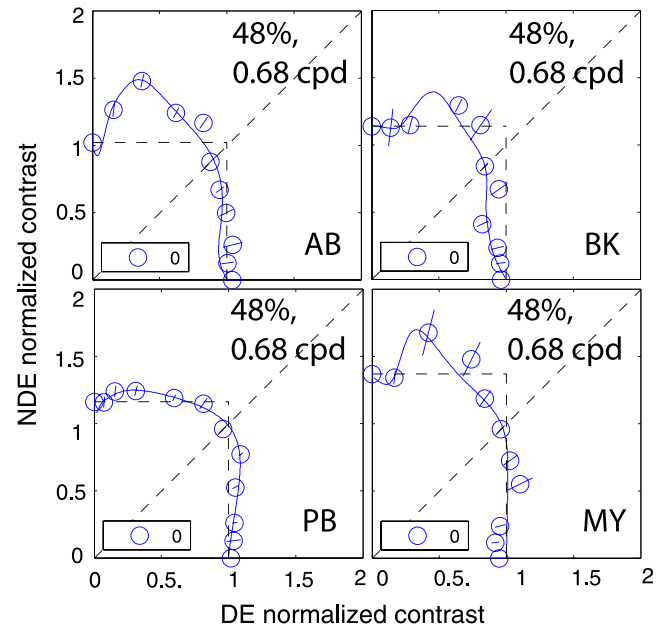 2
48%,
0.68 cpd
48%,
0.68 cpd
1.5
1
0.5
0
AB
0
BK
0
2
48%,
0.68 cpd
48%,
0.68 cpd
1.5
1
0.5
0
PB
0
MY
0
0 0.5. 1 1.5 2
0 0.5. 1 1.5 2
NDE normalized contrast
DE normalized contrast